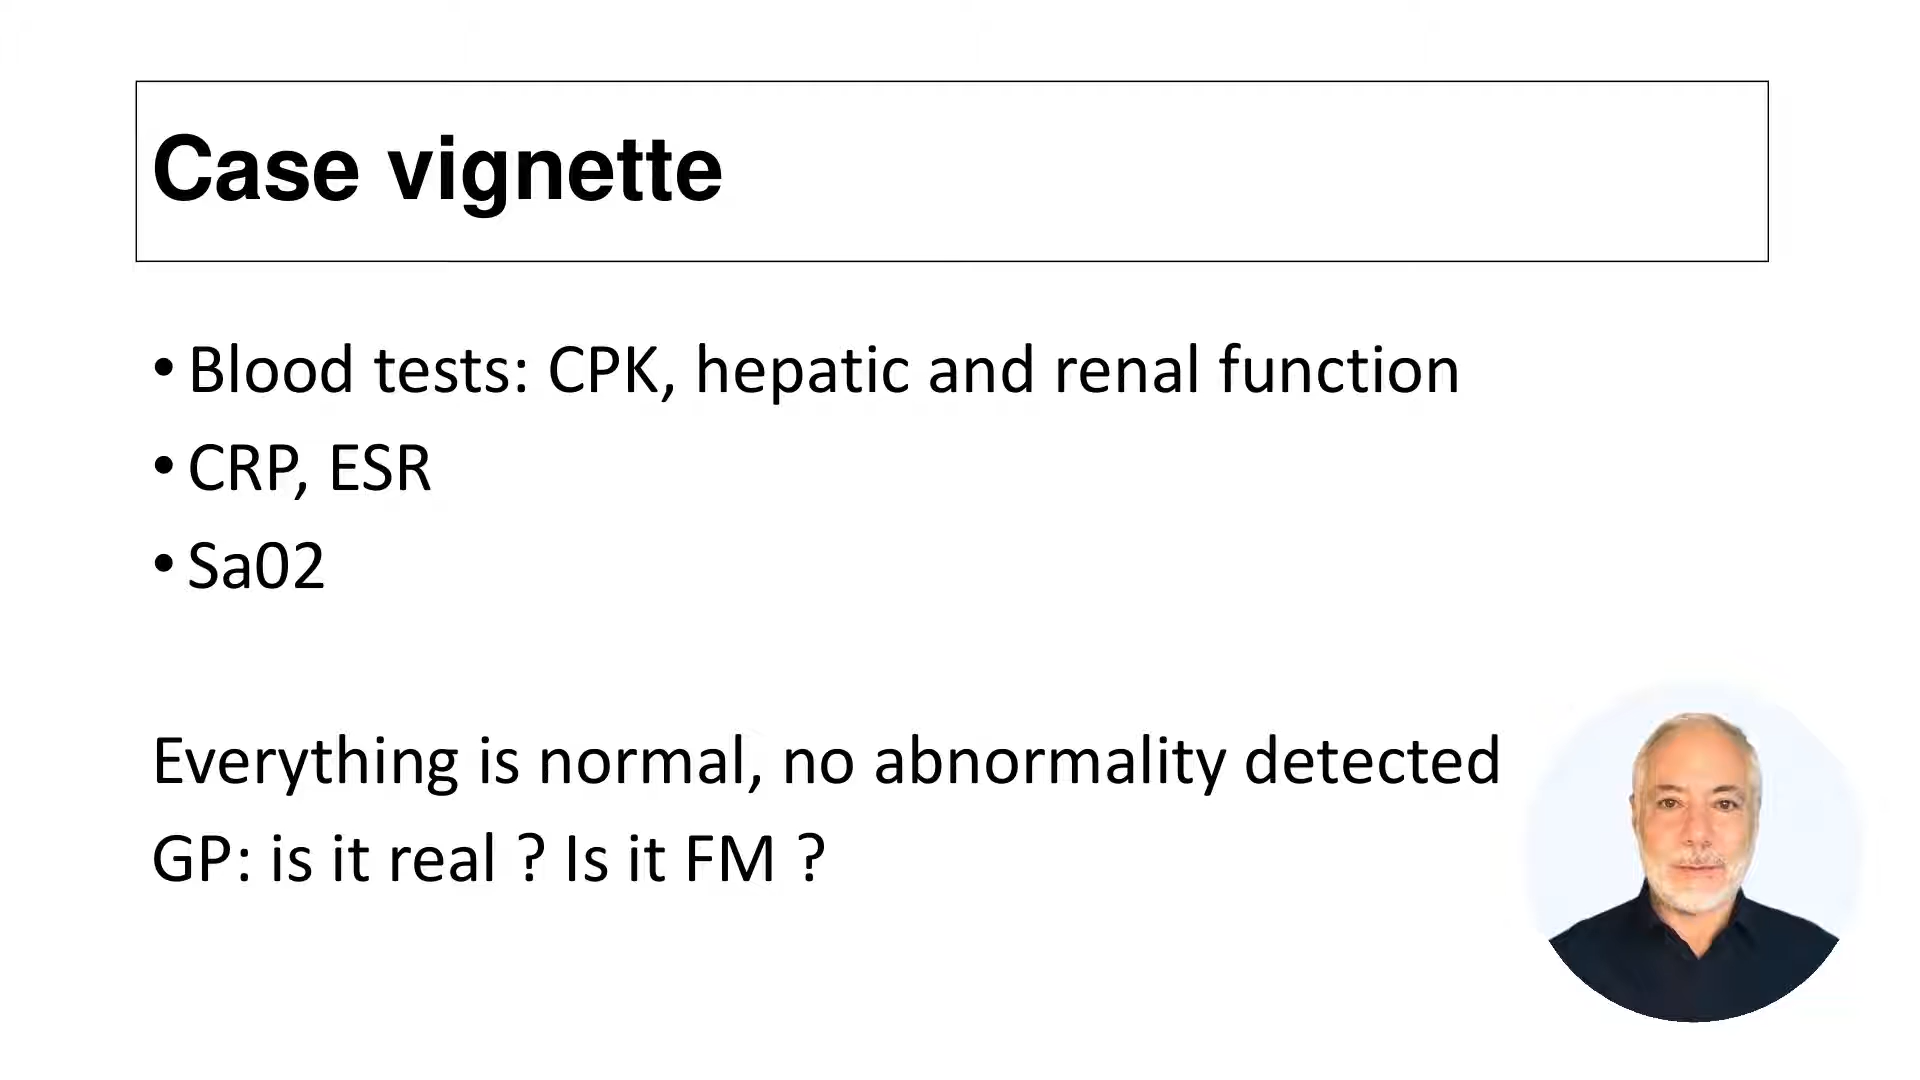 Case vignette
• Blood tests: CPK, hepatic and renal function
• CRP, ESR
• Sa02
Everything is normal, no abnormality detected
GP: is it real ? Is it FM ?